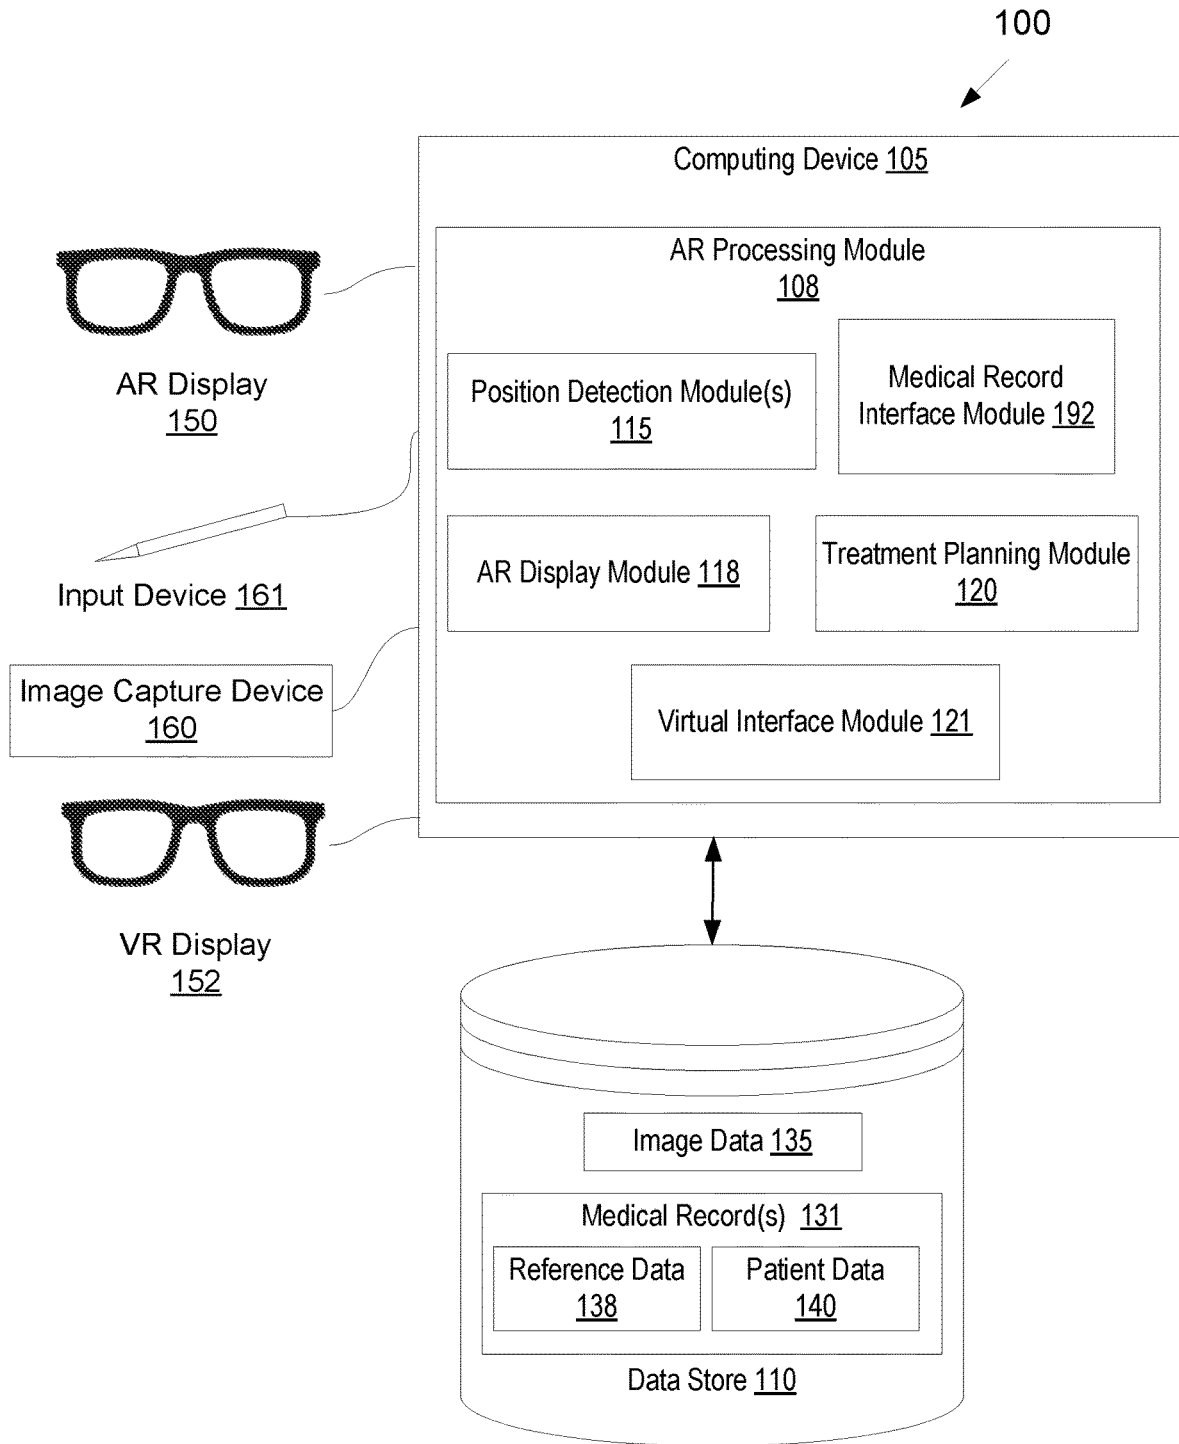 100
Computing Device 105
AR Processing Module
108
AR Display
150
Position Detection Module(s)
115
Medical Record
Interface Module 192
Input Device 161
AR Display Module 118
Treatment Planning Module
120
Image Capture Device
160
Virtual Interface Module 121
VR Display
152
Image Data 135
Medical Record(s) 131
Reference Data
138
Patient Data
140
Data Store 110